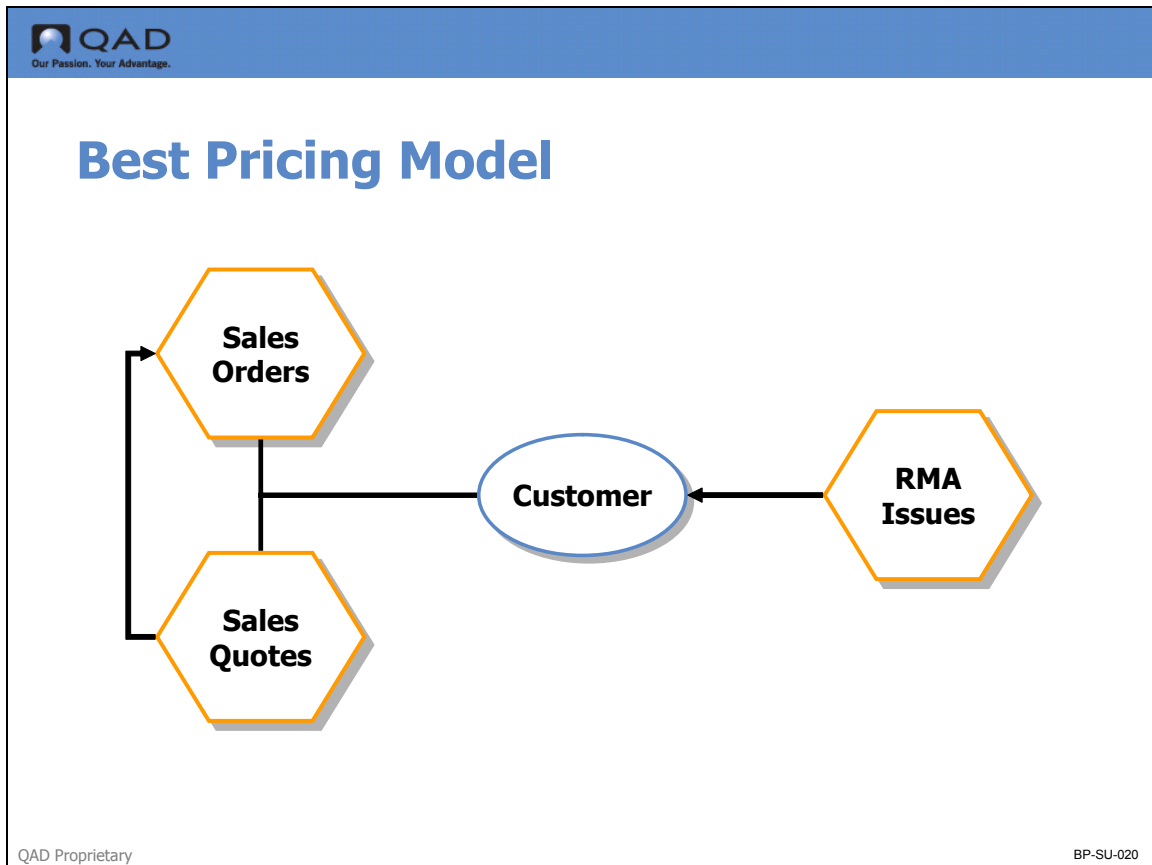 QAD
Our Passion. Your Advantage.
Best Pricing Model
Sales
Orders
Customer
RMA
Issues
Sales
Quotes
QAD Proprietary
BP-SU-020